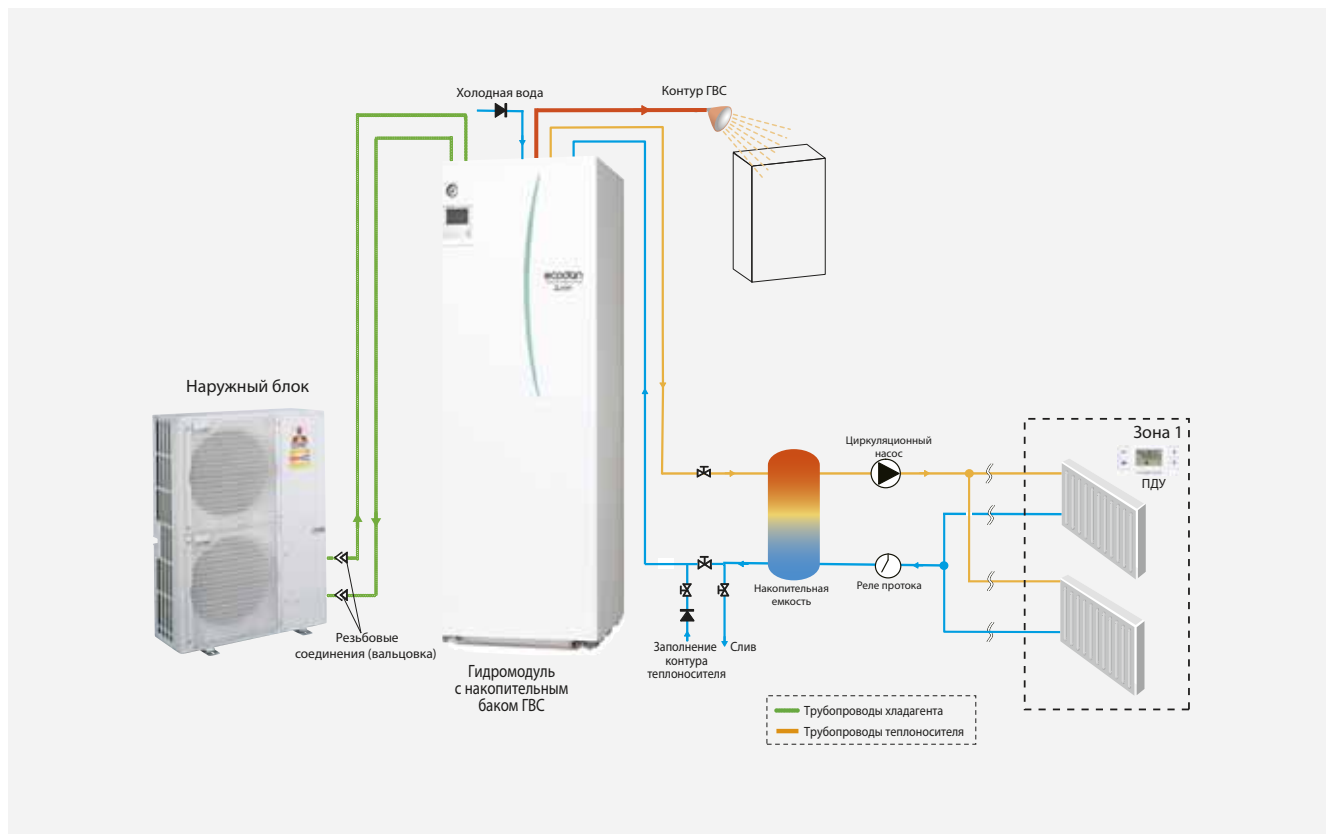 Холодная вода
Контур ГВС
ecodan
Наружный блок
Резьбовые
соединения (вальцовка)
Гидромодуль
с накопительным
баком ГВС
Циркуляционный
насос
Зона 1
ПДУ
Накопительная
емкость
Реле протока
Заполнение
контура
теплоносителя
Слив
Трубопроводы хладагента
Трубопроводы теплоносителя